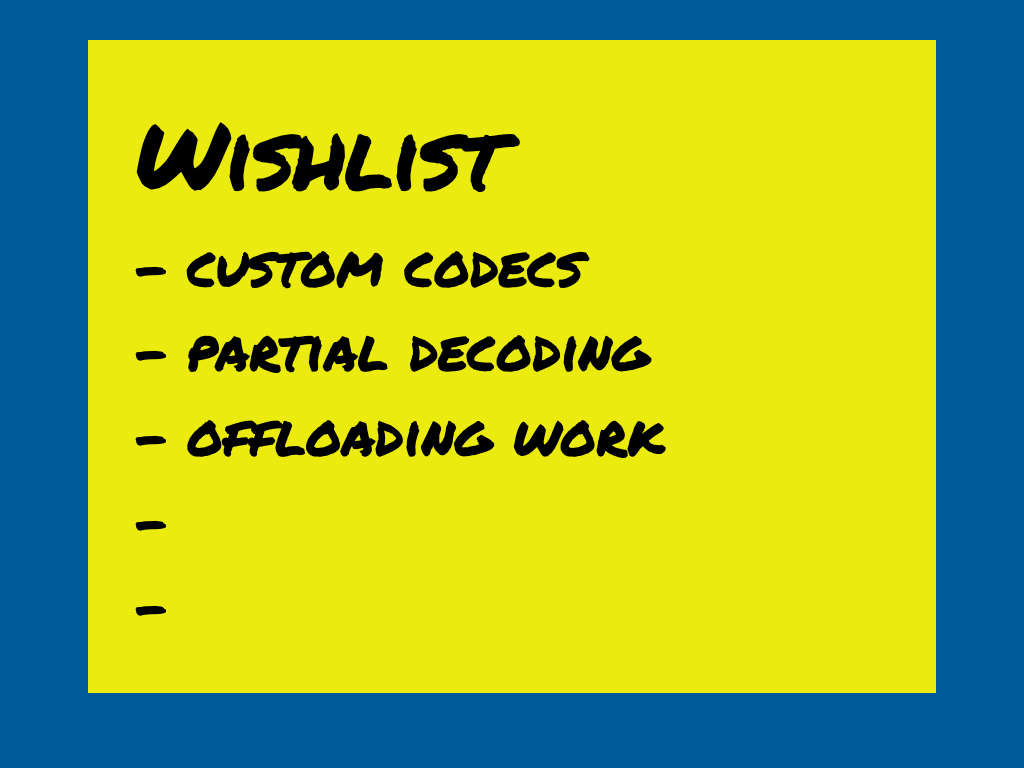 Wishlist
- custom codecs
- partial decoding
- offloading work
-
-